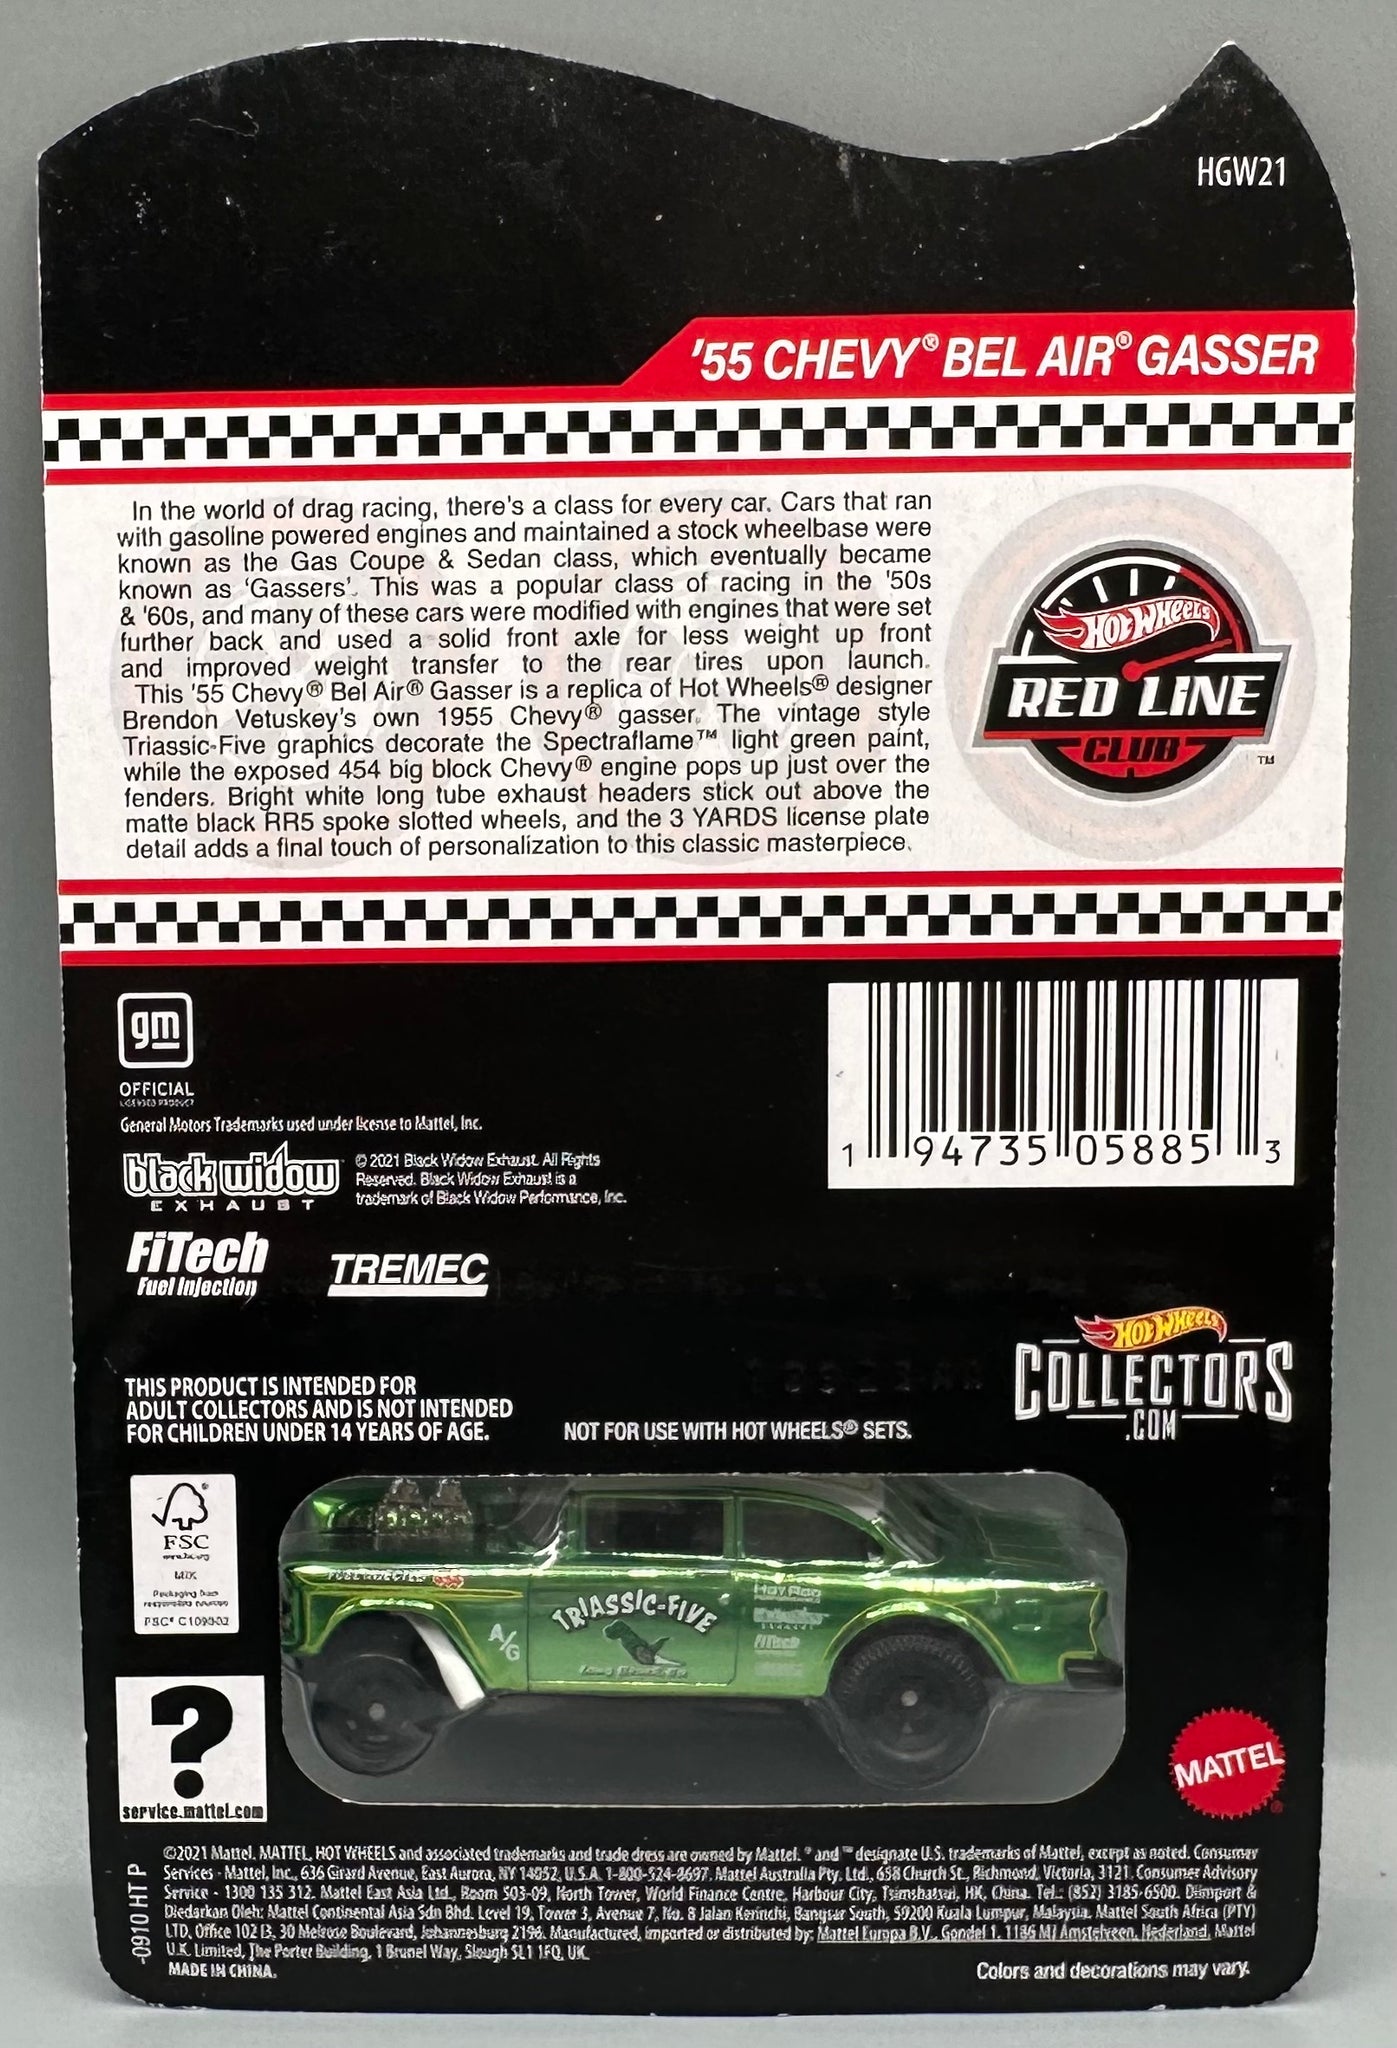 HGW21
'55 CHEVY® BEL AIR® GASSER
In the world of drag racing, there's a class for every car. Cars that ran
with gasoline powered engines and maintained a stock wheelbase were
known as the Gas Coupe & Sedan class, which eventually became
known as 'Gassers'. This was a popular class of racing in the '50s
& '60s, and many of these cars were modified with engines that were set
further back and used a solid front axle for less weight up front
and improved weight transfer to the rear tires upon launch.
This '55 Chevy® Bel Air® Gasser is a replica of Hot Wheels® designer
Brendon Vetuskey's own 1955 Chevy® gasser. The vintage style
Triassic-Five graphics decorate the Spectraflame™ light green paint,
while the exposed 454 big block Chevy® engine pops up just over the
fenders. Bright white long tube exhaust headers stick out above the
matte black RR5 spoke slotted wheels, and the 3 YARDS license plate
detail adds a final touch of personalization to this classic masterpiece.
HOT WHEELS
RED LINE
CLUB
TM
gm
OFFICIAL
LICENSED PRODUCT
General Motors Trademarks used under license to Mattel, Inc.
black widow
EXHAUST
© 2021 Black Widow Exhaust. All Rights
Reserved. Black Widow Exhaust is a
trademark of Black Widow Performance, Inc.
FiTech
Fuel Injection
TREMEC
1 94735 05885 3
HOT WHEELS
COLLECTORS
.COM
THIS PRODUCT IS INTENDED FOR
ADULT COLLECTORS AND IS NOT INTENDED
FOR CHILDREN UNDER 14 YEARS OF AGE.
NOT FOR USE WITH HOT WHEELS® SETS.
FSC
MIX
FSC® C109302
A/G
TRIASSIC-FIVE
FiTech
?
service.mattel.com
MATTEL
-0910 HTP
©2021 Mattel. MATTEL, HOT WHEELS and associated trademarks and trade dress are owned by Mattel. ® and ™ designate U.S. trademarks of Mattel, except as noted. Consumer
Services - Mattel, Inc., 636 Girard Avenue, East Aurora, NY 14052, U.S.A. 1-800-524-8697. Mattel Australia Pty. Ltd., 658 Church St., Richmond, Victoria, 3121. Consumer Advisory
Service - 1300 135 312. Mattel East Asia Ltd., Room 503-09, North Tower, World Finance Centre, Harbour City, Tsimshatsui, HK, China. Tel.: (852) 3185-6500. Diimport &
Diedarkan Oleh: Mattel Continental Asia Sdn Bhd. Level 19, Tower 3, Avenue 7, No. 8 Jalan Kerinchi, Bangsar South, 59200 Kuala Lumpur, Malaysia. Mattel South Africa (PTY)
LTD, Office 102 I3, 30 Melrose Boulevard, Johannesburg 2196. Manufactured, imported or distributed by: Mattel Europa B.V., Gondel 1, 1186 MJ Amstelveen, Nederland. Mattel
U.K. Limited, The Porter Building, 1 Brunel Way, Slough SL1 1FQ, UK.
MADE IN CHINA.
Colors and decorations may vary.